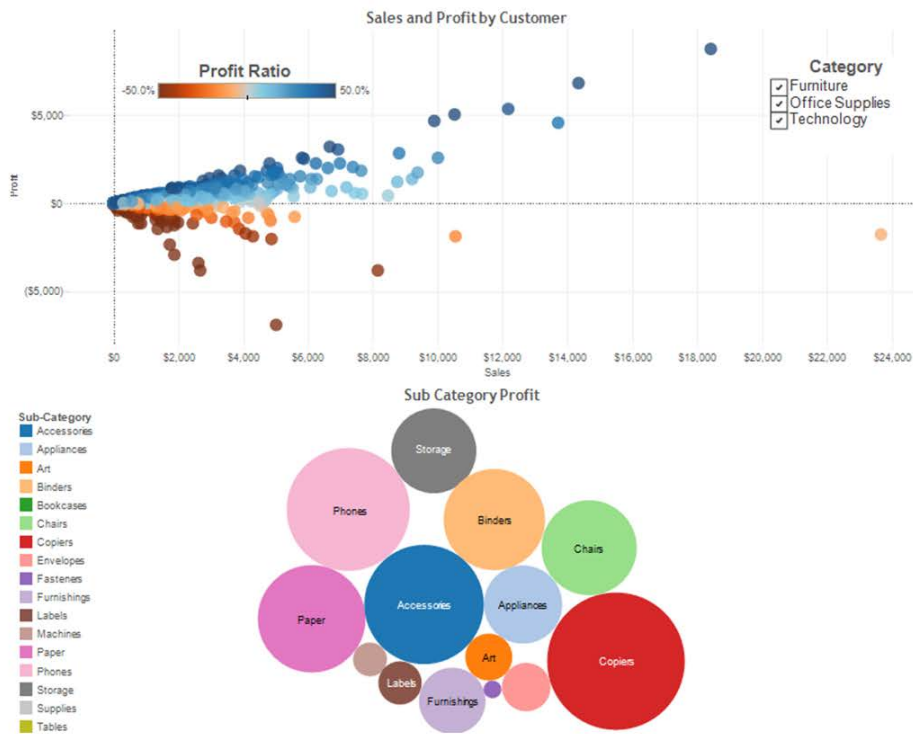 Sales and Profit by Customer
Profit Ratio
-50.0%
50.0%
Category
Furniture
Office Supplies
Technology
Profit
$5,000
$0
($5,000)
$0
$2,000
$4,000
$6,000
$8,000
$10,000
$12,000
$14,000
$16,000
$18,000
$20,000
$22,000
$24,000
Sales
Sub Category Profit
Sub-Category
Accessories
Appliances
Art
Binders
Bookcases
Chairs
Copiers
Envelopes
Fasteners
Furnishings
Labels
Machines
Paper
Phones
Storage
Supplies
Tables
Storage
Phones
Binders
Chairs
Accessories
Appliances
Paper
Art
Copiers
Labels
Furnishings